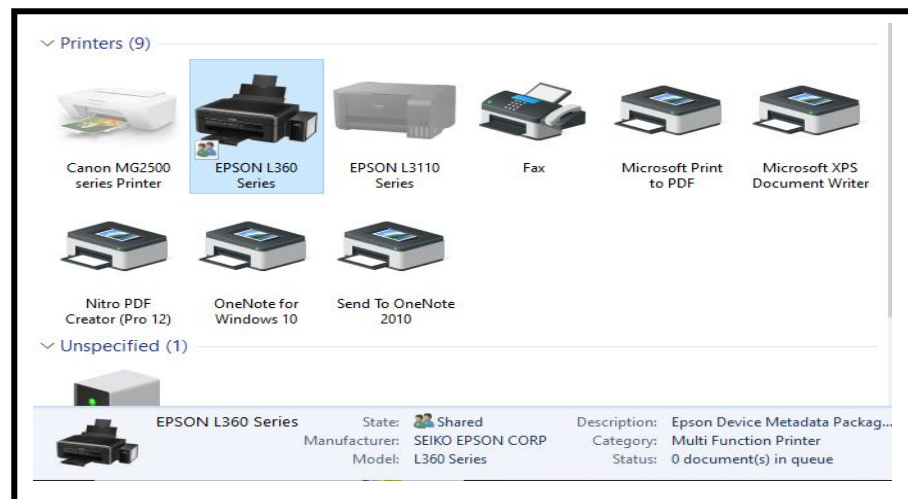 Printers (9)
Canon MG2500
series Printer
EPSON L360
Series
EPSON L3110
Series
Fax
Microsoft Print
to PDF
Microsoft XPS
Document Writer
Nitro PDF
Creator (Pro 12)
OneNote for
Windows 10
Send To OneNote
2010
Unspecified (1)
EPSON L360 Series State: Shared Description: Epson Device Metadata Packag...
Manufacturer: SEIKO EPSON CORP Category: Multi Function Printer
Model: L360 Series Status: 0 document(s) in queue